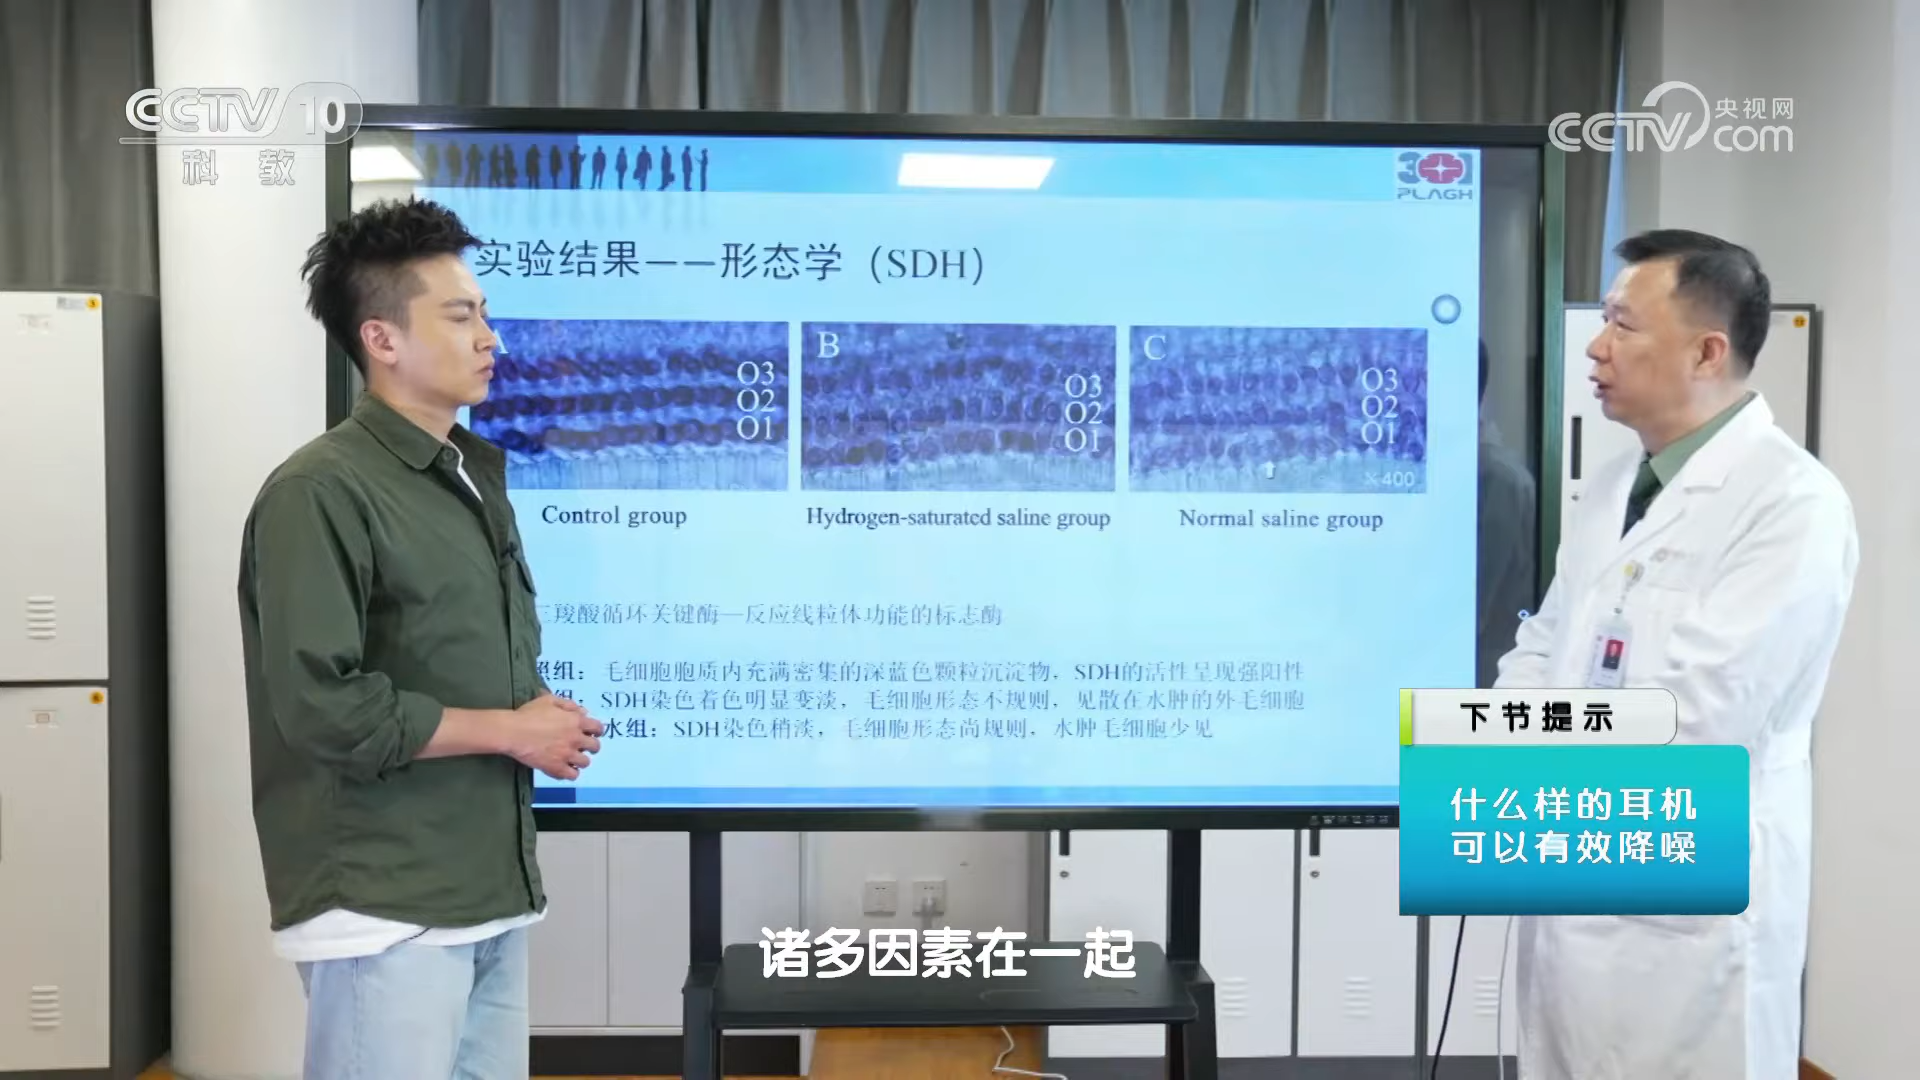 CCTV 10
科教
央视网
CCTV.com
301
PLAGH
实验结果——形态学（SDH）
A
O3
O2
O1
B
O3
O2
O1
C
O3
O2
O1
×400
Control group
Hydrogen-saturated saline group
Normal saline group
三羧酸循环关键酶—反应线粒体功能的标志酶
照组：毛细胞胞质内充满密集的深蓝色颗粒沉淀物，SDH的活性呈现强阳性
组：SDH染色着色明显变淡，毛细胞形态不规则，见散在水肿的外毛细胞
水组：SDH染色稍淡，毛细胞形态尚规则，水肿毛细胞少见
下节提示
什么样的耳机
可以有效降噪
诸多因素在一起